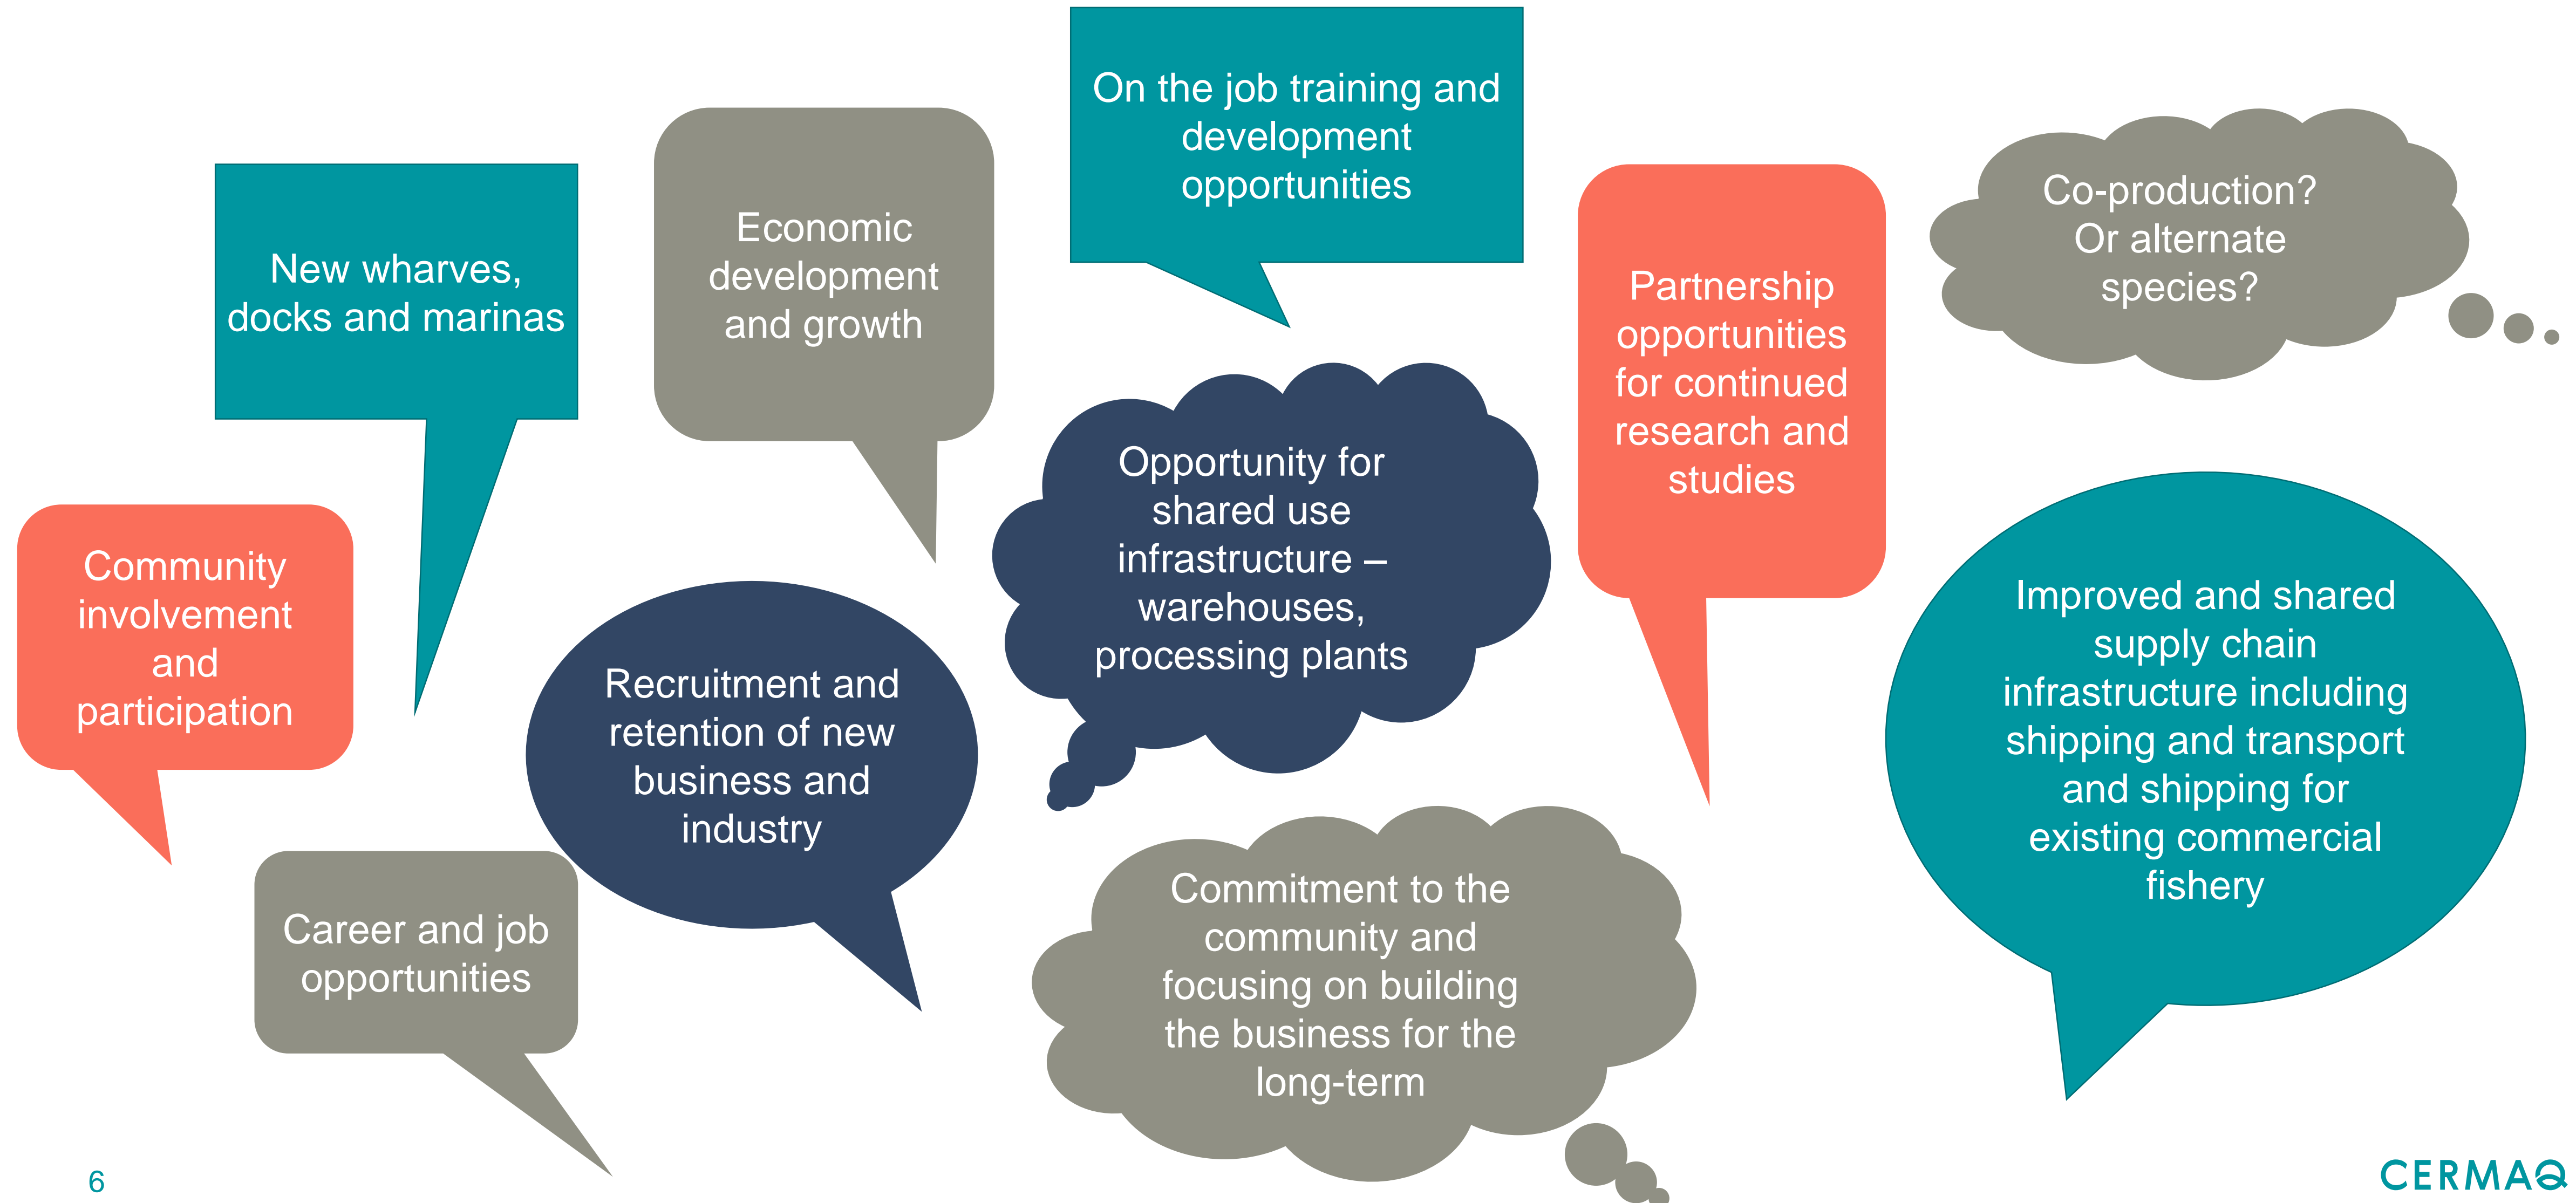 On the job training and
development
opportunities
New wharves,
docks and marinas
Economic
development
and growth
Partnership
opportunities
for continued
research and
studies
Co-production?
Or alternate
species?
Community
involvement
and
participation
Recruitment and
retention of new
business and
industry
Opportunity for
shared use
infrastructure –
warehouses,
processing plants
Improved and shared
supply chain
infrastructure including
shipping and transport
and shipping for
existing commercial
fishery
Career and job
opportunities
Commitment to the
community and
focusing on building
the business for the
long-term
6
CERMAQ